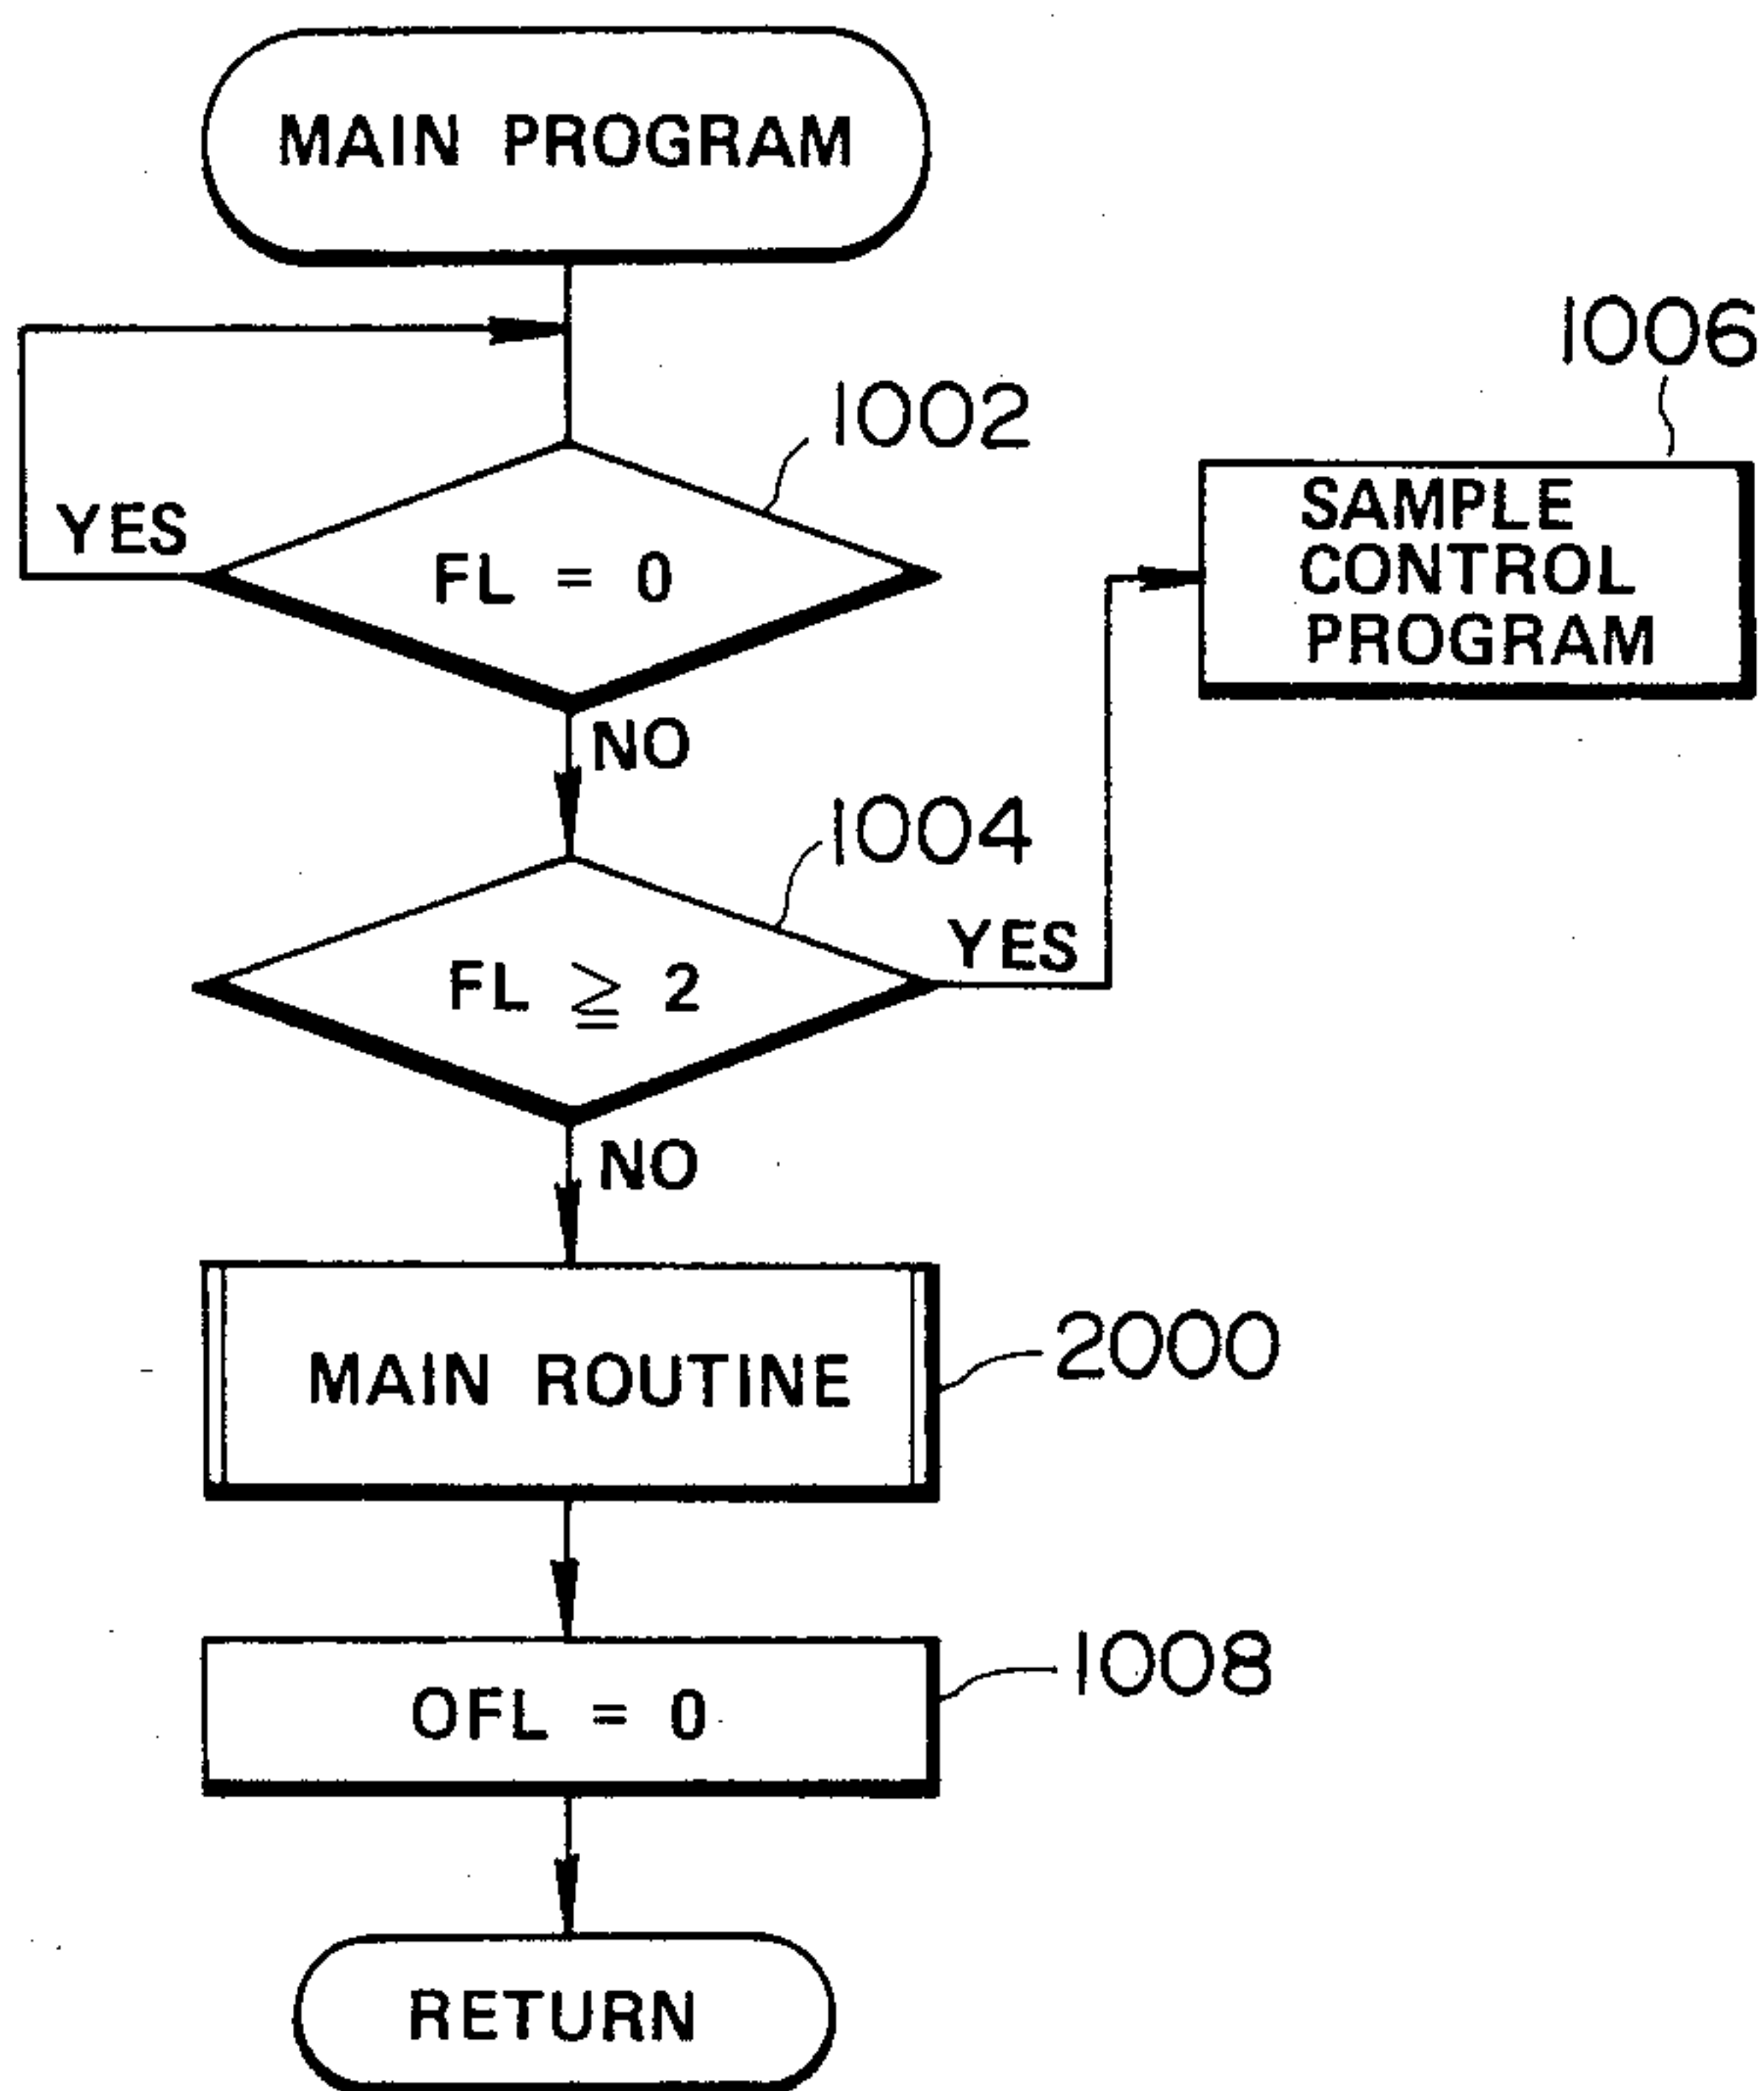 MAIN PROGRAM
1006
1002
SAMPLE
CONTROL
PROGRAM
YES
FL = 0
NO
1004
YES
FL ≧ 2
NO
MAIN ROUTINE
2000
OFL = 0
1008
RETURN